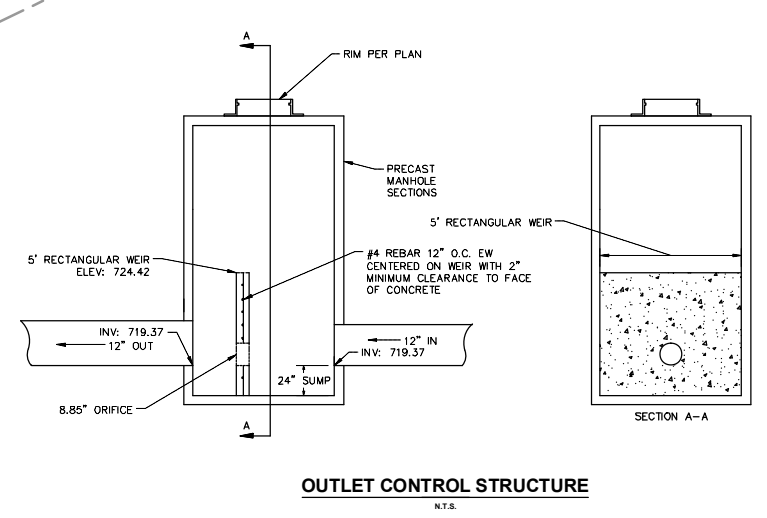 A
RIM PER PLAN
PRECAST
MANHOLE
SECTIONS
5' RECTANGULAR WEIR
5' RECTANGULAR WEIR
ELEV: 724.42
#4 REBAR 12" O.C. EW
CENTERED ON WEIR WITH 2"
MINIMUM CLEARANCE TO FACE
OF CONCRETE
INV: 719.37
12" OUT
12" IN
INV: 719.37
24" SUMP
8.85" ORIFICE
A
SECTION A-A
OUTLET CONTROL STRUCTURE
N.T.S.